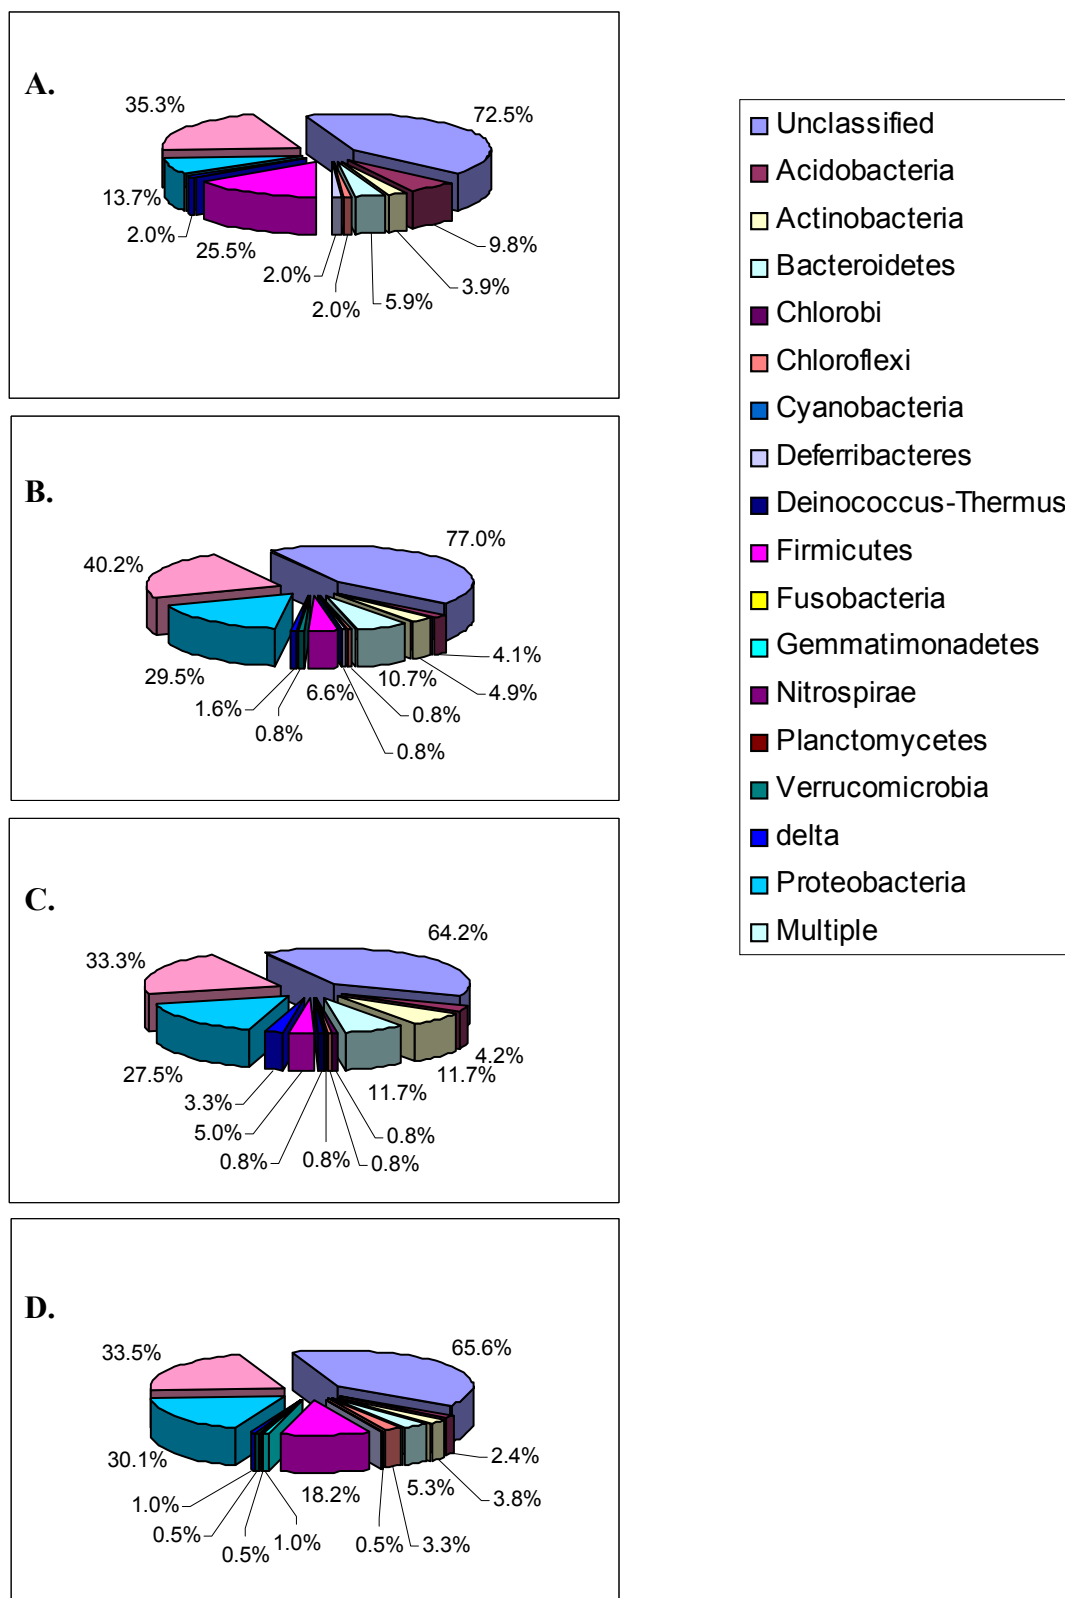 A.
35.3%
72.5%
13.7%
2.0%
25.5%
2.0%
2.0%
5.9%
3.9%
9.8%
B.
40.2%
77.0%
29.5%
1.6%
0.8%
6.6%
0.8%
0.8%
10.7%
4.9%
4.1%
C.
33.3%
64.2%
27.5%
3.3%
5.0%
0.8%
0.8%
0.8%
0.8%
11.7%
11.7%
4.2%
D.
33.5%
65.6%
30.1%
1.0%
0.5%
0.5%
1.0%
18.2%
0.5%
3.3%
5.3%
3.8%
2.4%
Unclassified
Acidobacteria
Actinobacteria
Bacteroidetes
Chlorobi
Chloroflexi
Cyanobacteria
Deferribacteres
Deinococcus-Thermus
Firmicutes
Fusobacteria
Gemmatimonadetes
Nitrospirae
Planctomycetes
Verrucomicrobia
delta
Proteobacteria
Multiple